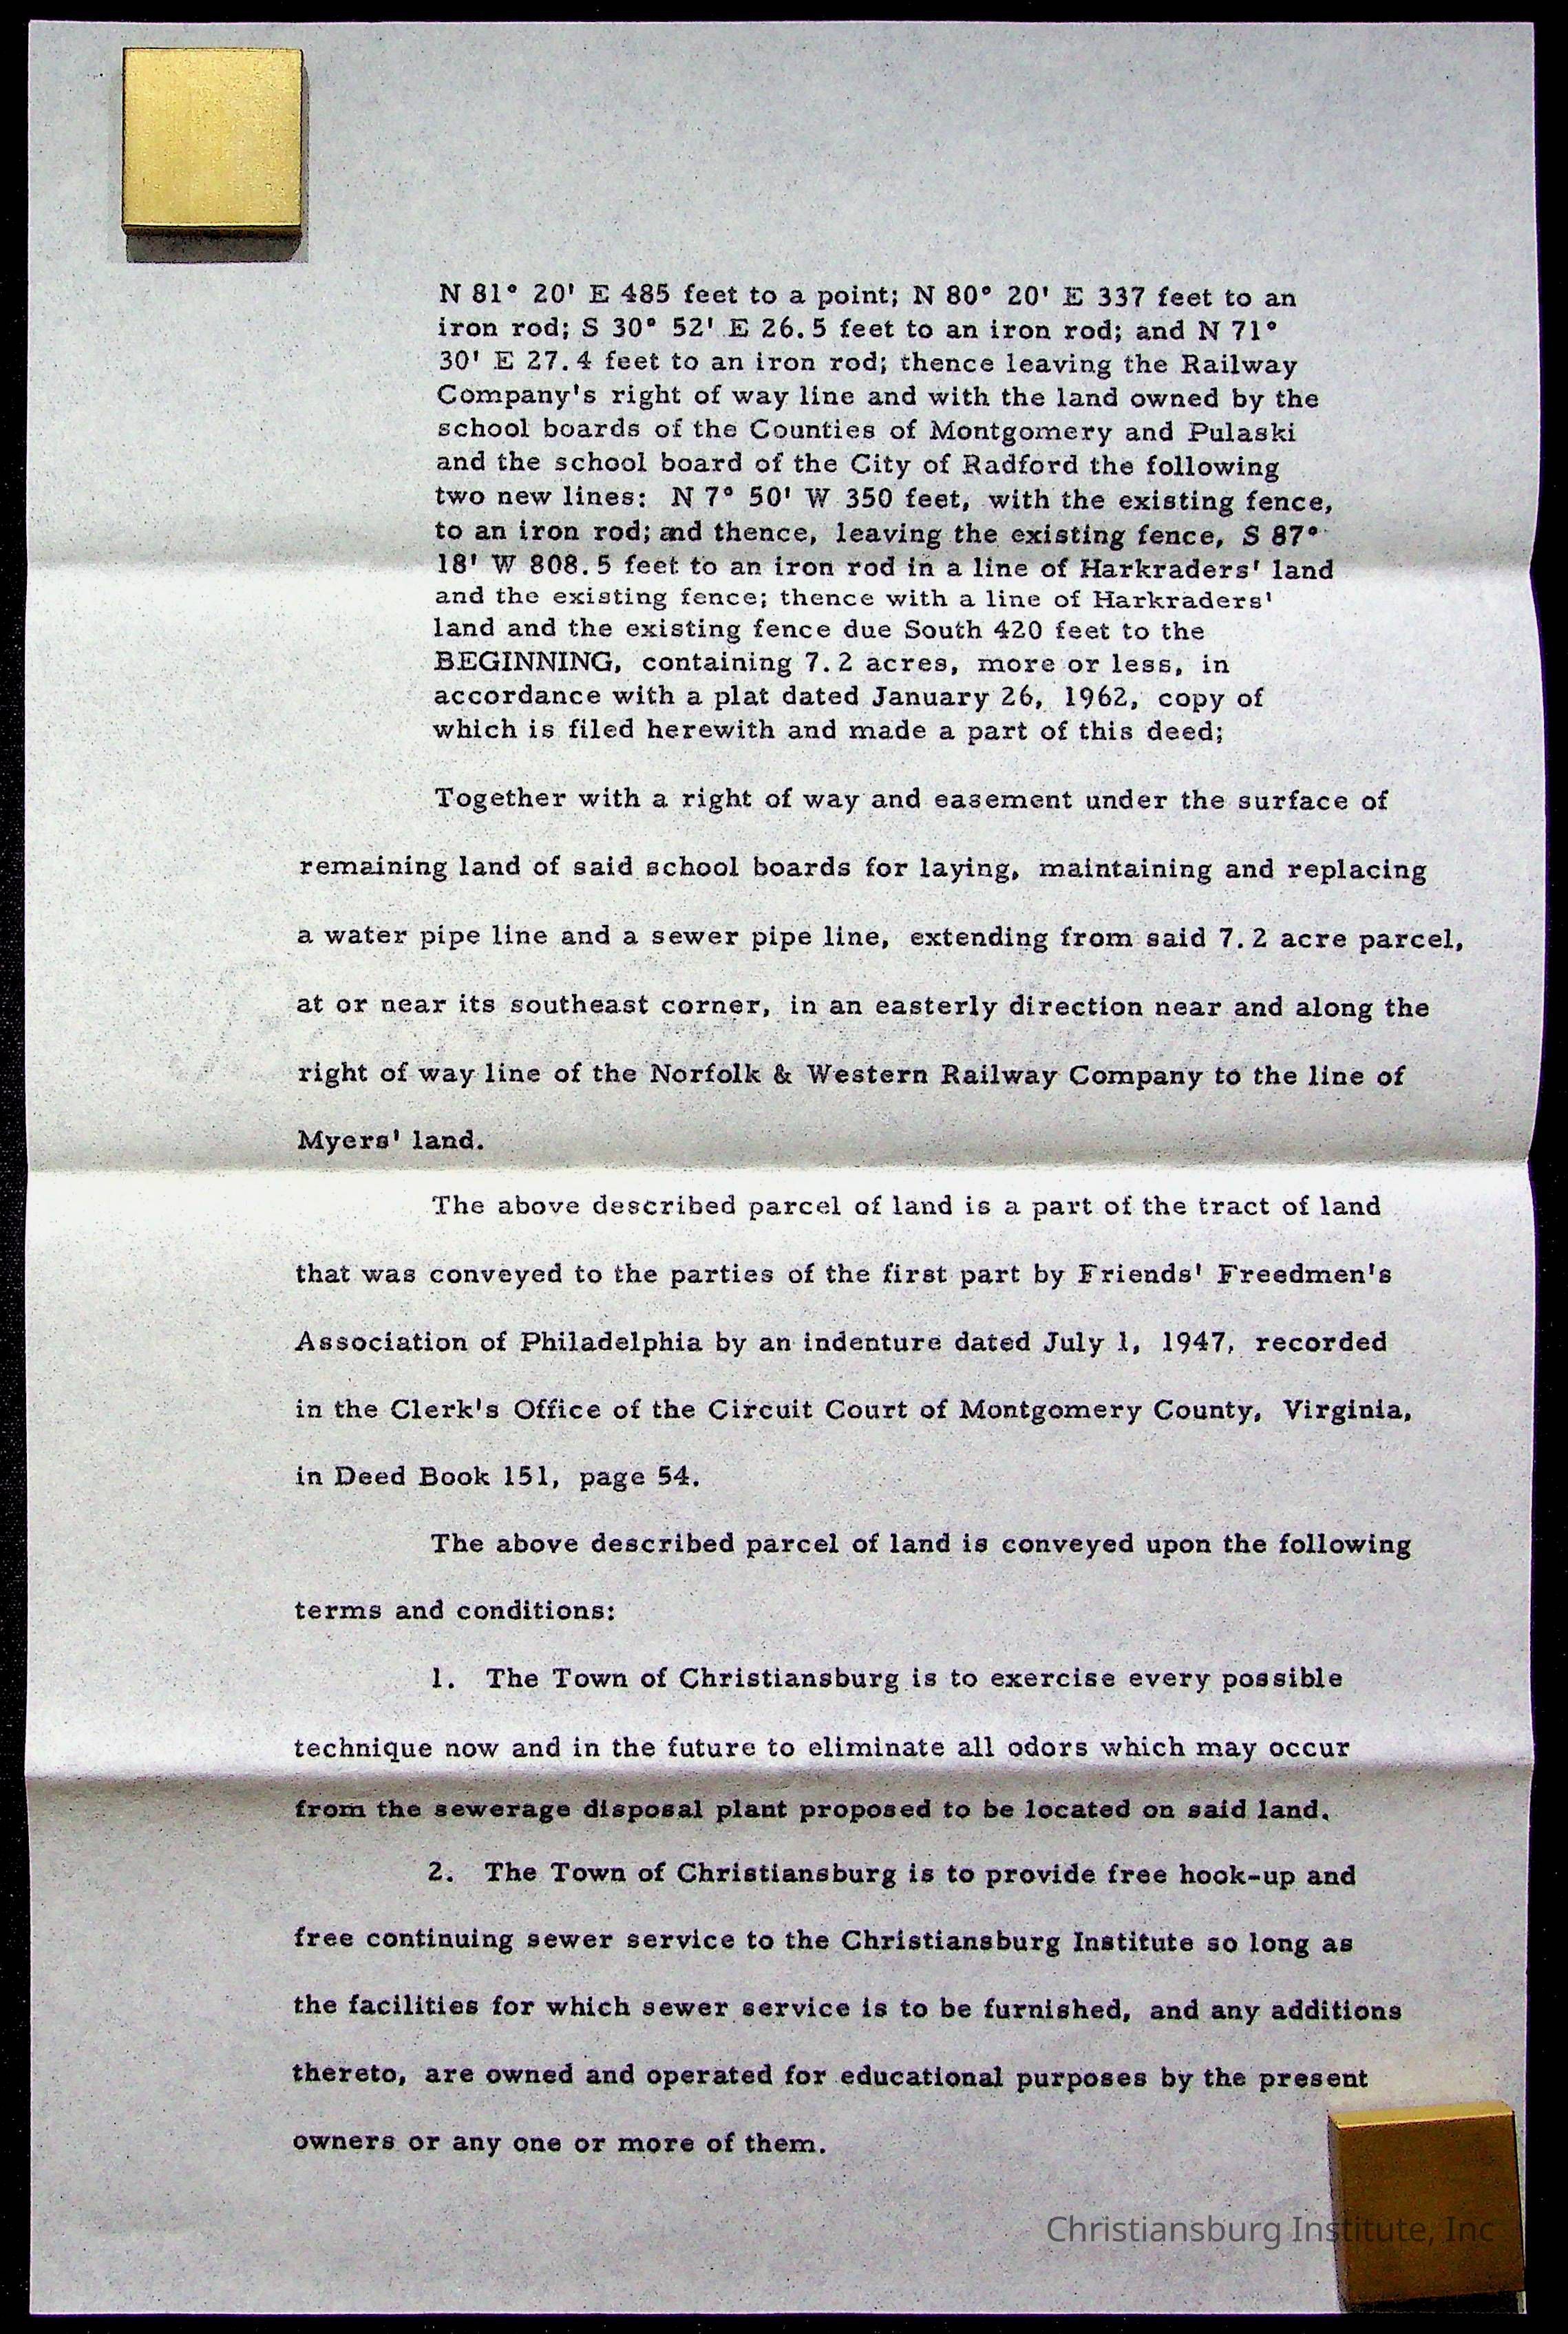 N 81° 20' E 485 feet to a point; N 80° 20' E 337 feet to an
iron rod; S 30° 52' E 26.5 feet to an iron rod; and N 71°
30' E 27.4 feet to an iron rod; thence leaving the Railway
Company's right of way line and with the land owned by the
school boards of the Counties of Montgomery and Pulaski
and the school board of the City of Radford the following
two new lines: N 7° 50' W 350 feet, with the existing fence,
to an iron rod; and thence, leaving the existing fence, S 87°
18' W 808.5 feet to an iron rod in a line of Harkraders' land
and the existing fence; thence with a line of Harkraders'
land and the existing fence due South 420 feet to the
BEGINNING, containing 7.2 acres, more or less, in
accordance with a plat dated January 26, 1962, copy of
which is filed herewith and made a part of this deed;
Together with a right of way and easement under the surface of
remaining land of said school boards for laying, maintaining and replacing
a water pipe line and a sewer pipe line, extending from said 7.2 acre parcel,
at or near its southeast corner, in an easterly direction near and along the
right of way line of the Norfolk & Western Railway Company to the line of
Myers' land.
The above described parcel of land is a part of the tract of land
that was conveyed to the parties of the first part by Friends' Freedmen's
Association of Philadelphia by an indenture dated July 1, 1947, recorded
in the Clerk's Office of the Circuit Court of Montgomery County, Virginia,
in Deed Book 151, page 54.
The above described parcel of land is conveyed upon the following
terms and conditions:
1. The Town of Christiansburg is to exercise every possible
technique now and in the future to eliminate all odors which may occur
from the sewerage disposal plant proposed to be located on said land.
2. The Town of Christiansburg is to provide free hook-up and
free continuing sewer service to the Christiansburg Institute so long as
the facilities for which sewer service is to be furnished, and any additions
thereto, are owned and operated for educational purposes by the present
owners or any one or more of them.
Christiansburg Institute, Inc